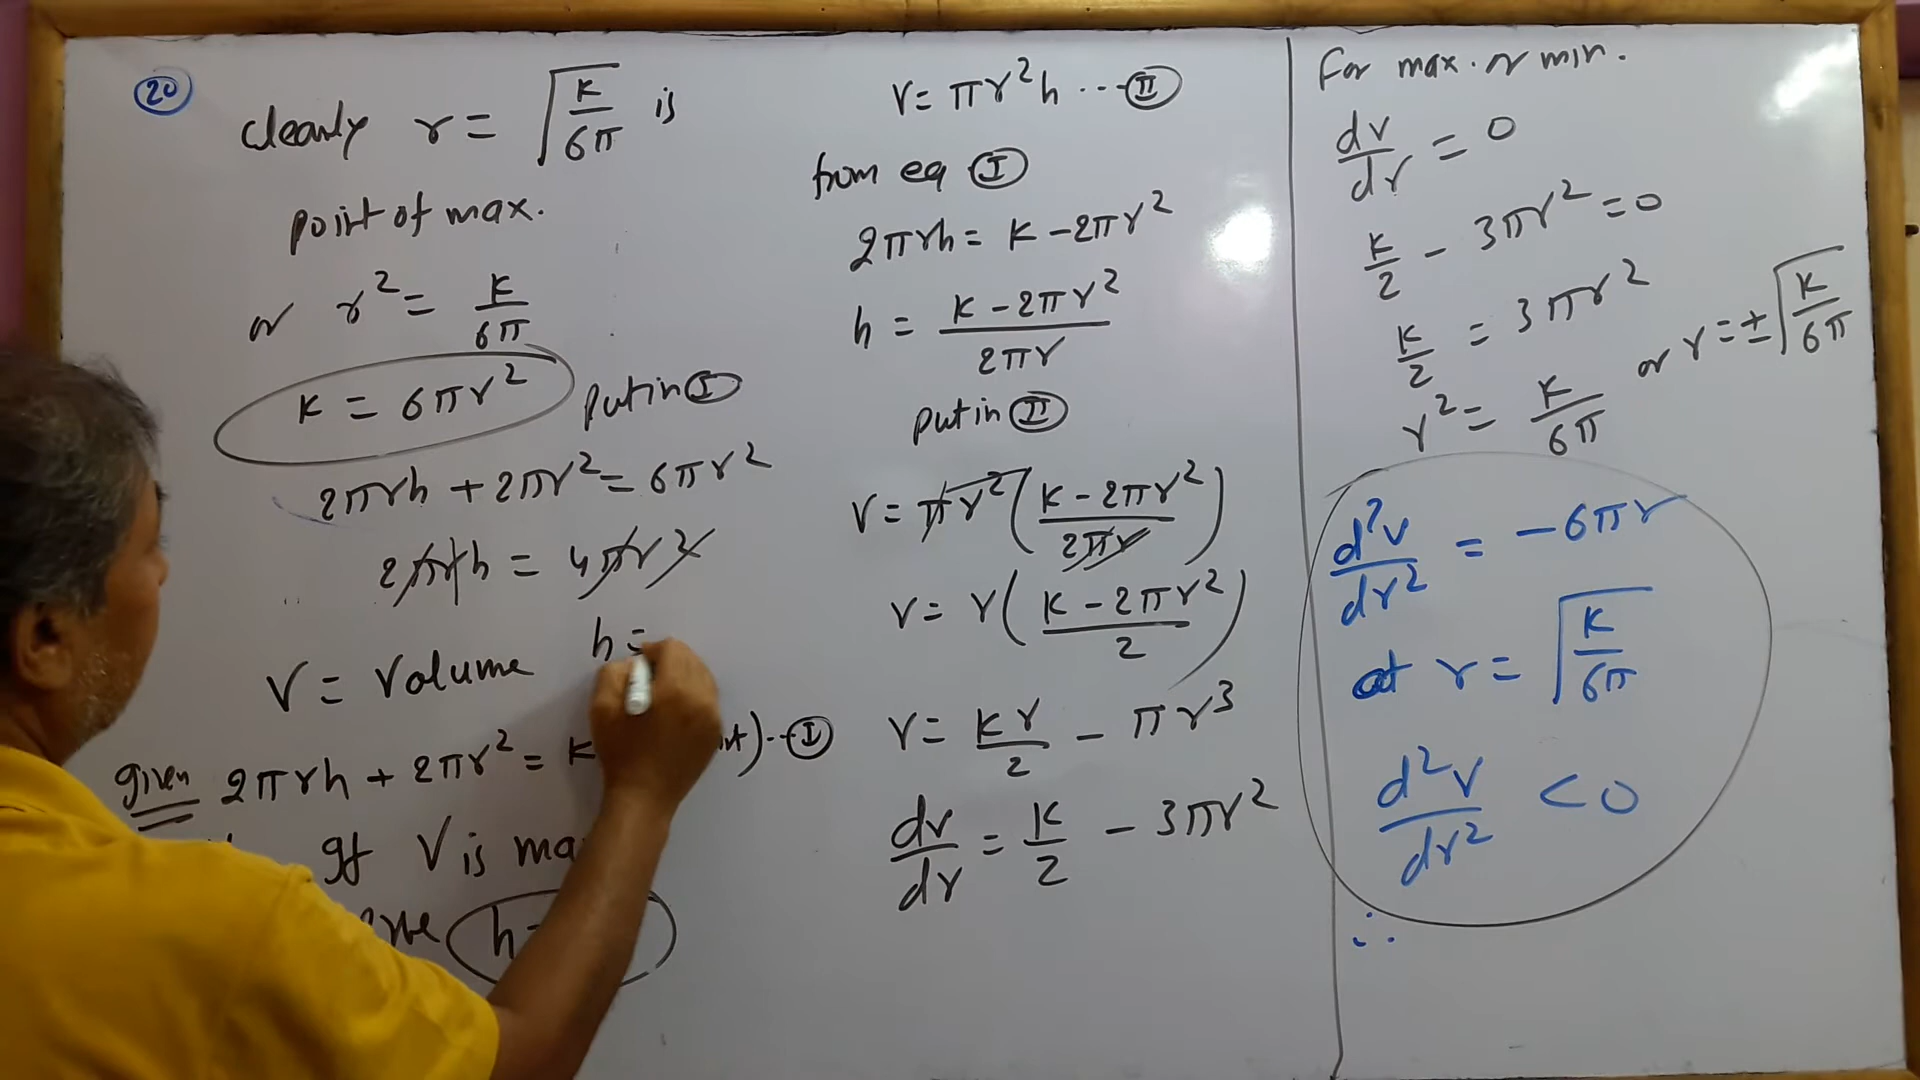 20
clearly r = √(K/6π) is
point of max.
or r² = K/6π
K = 6πr² put in I
2πrh + 2πr² = 6πr²
2πrh = 4πr²
h =
V = Volume
given 2πrh + 2πr² = K ) -- I
If V is ma
h =
V = πr²h --- II
from eq I
2πrh = K - 2πr²
h = (K - 2πr²)/2πr
put in II
V = πr²((K - 2πr²)/2πr)
V = r((K - 2πr²)/2)
V = Kr/2 - πr³
dv/dr = K/2 - 3πr²
For max. or min.
dv/dr = 0
K/2 - 3πr² = 0
K/2 = 3πr²
r² = K/6π or r = ±√(K/6π)
d²v/dr² = -6πr
at r = √(K/6π)
d²v/dr² < 0
∴